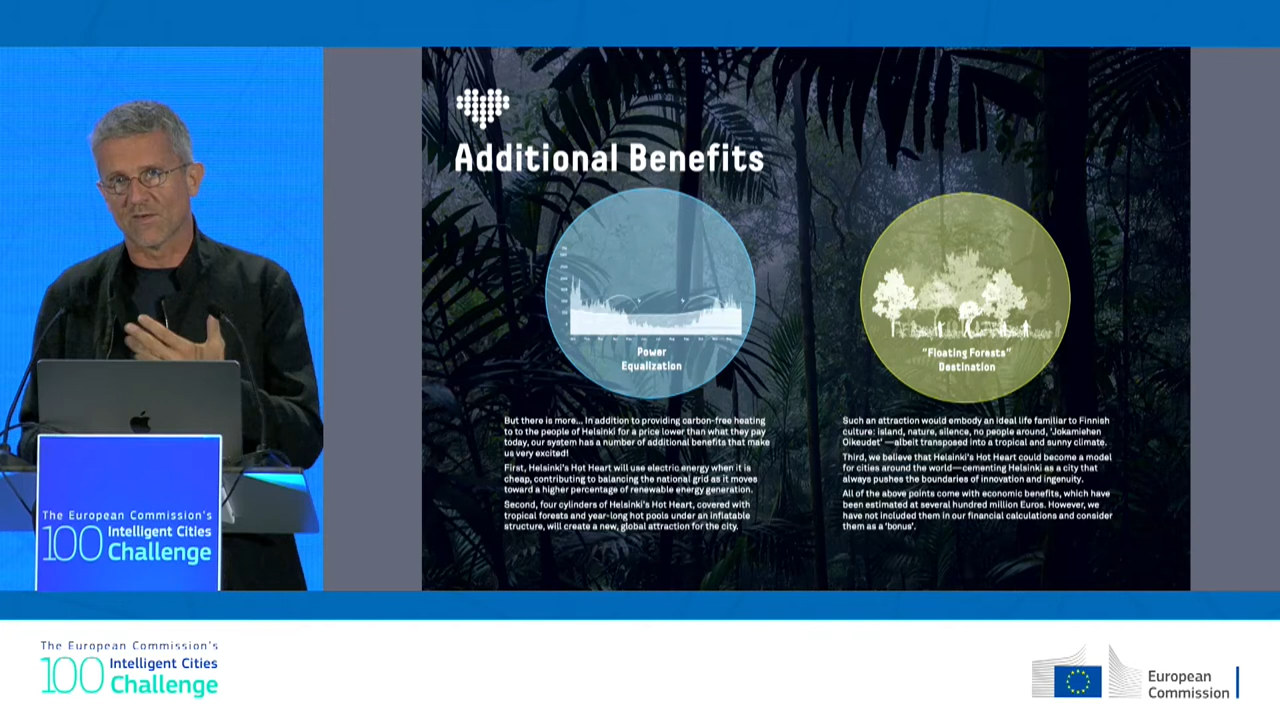 Additional Benefits
Power
Equalization
"Floating Forests"
Destination
But there is more... In addition to providing carbon-free heating
to to the people of Helsinki for a price lower than what they pay
today, our system has a number of additional benefits that make
us very excited!
First, Helsinki's Hot Heart will use electric energy when it is
cheap, contributing to balancing the national grid as it moves
toward a higher percentage of renewable energy generation.
Second, four cylinders of Helsinki's Hot Heart, covered with
tropical forests and year-long hot pools under an inflatable
structure, will create a new, global attraction for the city.
Such an attraction would embody an ideal life familiar to Finnish
culture: island, nature, silence, no people around, 'Jokamiehen
Oikeudet' —albeit transposed into a tropical and sunny climate.
Third, we believe that Helsinki's Hot Heart could become a model
for cities around the world—cementing Helsinki as a city that
always pushes the boundaries of innovation and ingenuity.
All of the above points come with economic benefits, which have
been estimated at several hundred million Euros. However, we
have not included them in our financial calculations and consider
them as a 'bonus'.
The European Commission's
100 Intelligent Cities
Challenge
The European Commission's
100 Intelligent Cities
Challenge
European
Commission